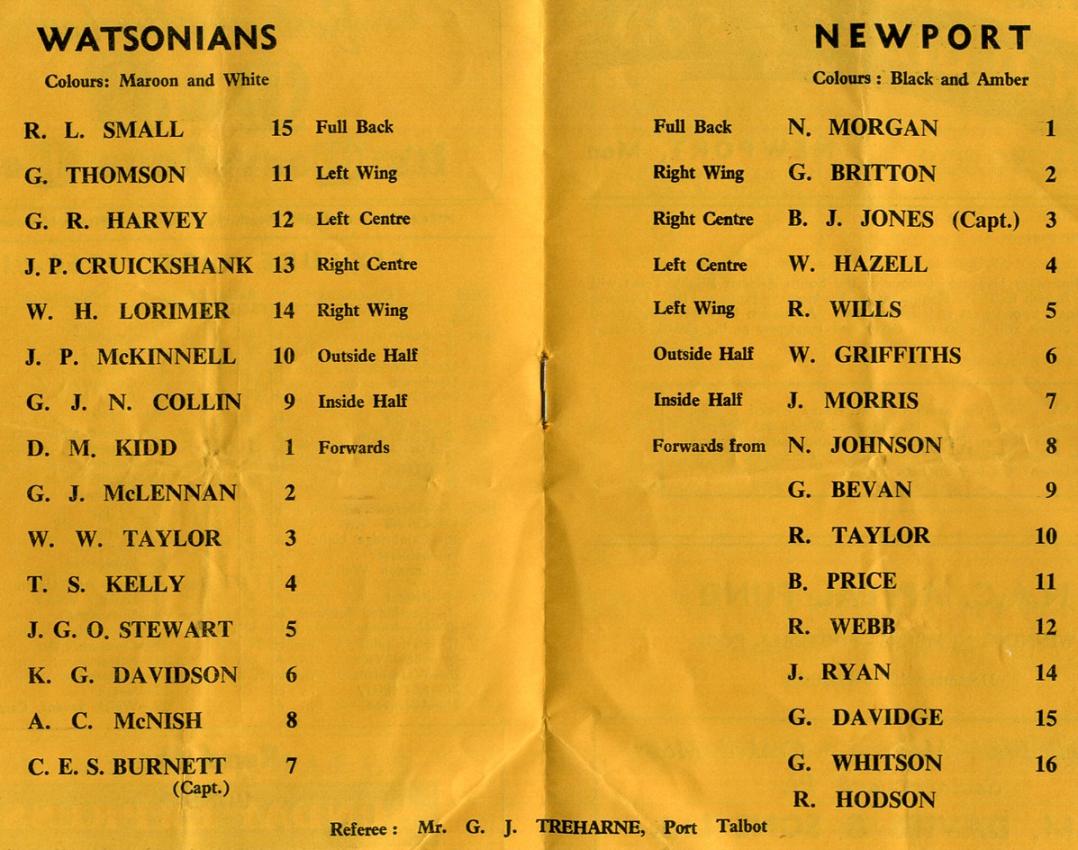 WATSONIANS
Colours: Maroon and White
R. L. SMALL 15 Full Back
G. THOMSON 11 Left Wing
G. R. HARVEY 12 Left Centre
J. P. CRUICKSHANK 13 Right Centre
W. H. LORIMER 14 Right Wing
J. P. McKINNELL 10 Outside Half
G. J. N. COLLIN 9 Inside Half
D. M. KIDD 1 Forwards
G. J. McLENNAN 2
W. W. TAYLOR 3
T. S. KELLY 4
J. G. O. STEWART 5
K. G. DAVIDSON 6
A. C. McNISH 8
C. E. S. BURNETT 7
(Capt.)
NEWPORT
Colours : Black and Amber
Full Back N. MORGAN 1
Right Wing G. BRITTON 2
Right Centre B. J. JONES (Capt.) 3
Left Centre W. HAZELL 4
Left Wing R. WILLS 5
Outside Half W. GRIFFITHS 6
Inside Half J. MORRIS 7
Forwards from N. JOHNSON 8
G. BEVAN 9
R. TAYLOR 10
B. PRICE 11
R. WEBB 12
J. RYAN 14
G. DAVIDGE 15
G. WHITSON 16
R. HODSON
Referee : Mr. G. J. TREHARNE, Port Talbot